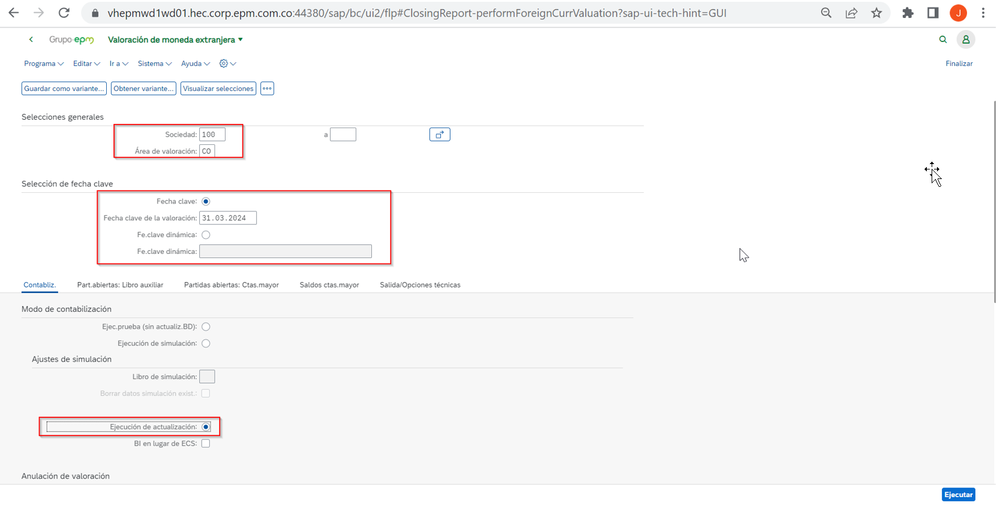 vhepmwd1wd01.hec.corp.epm.com.co:44380/sap/bc/ui2/flp#ClosingReport-performForeignCurrValuation?sap-ui-tech-hint=GUI
J
Grupo·epm Valoración de moneda extranjera
Programa Editar Ir a Sistema Ayuda Finalizar
Guardar como variante... Obtener variante... Visualizar selecciones
Selecciones generales
Sociedad: 100 a
Área de valoración: CO
Selección de fecha clave
Fecha clave:
Fecha clave de la valoración: 31.03.2024
Fe.clave dinámica:
Fe.clave dinámica:
Contabliz. Part.abiertas: Libro auxiliar Partidas abiertas: Ctas.mayor Saldos ctas.mayor Salida/Opciones técnicas
Modo de contabilización
Ejec.prueba (sin actualiz.BD):
Ejecución de simulación:
Ajustes de simulación
Libro de simulación:
Borrar datos simulación exist.:
Ejecución de actualización:
BI en lugar de ECS:
Anulación de valoración
Ejecutar